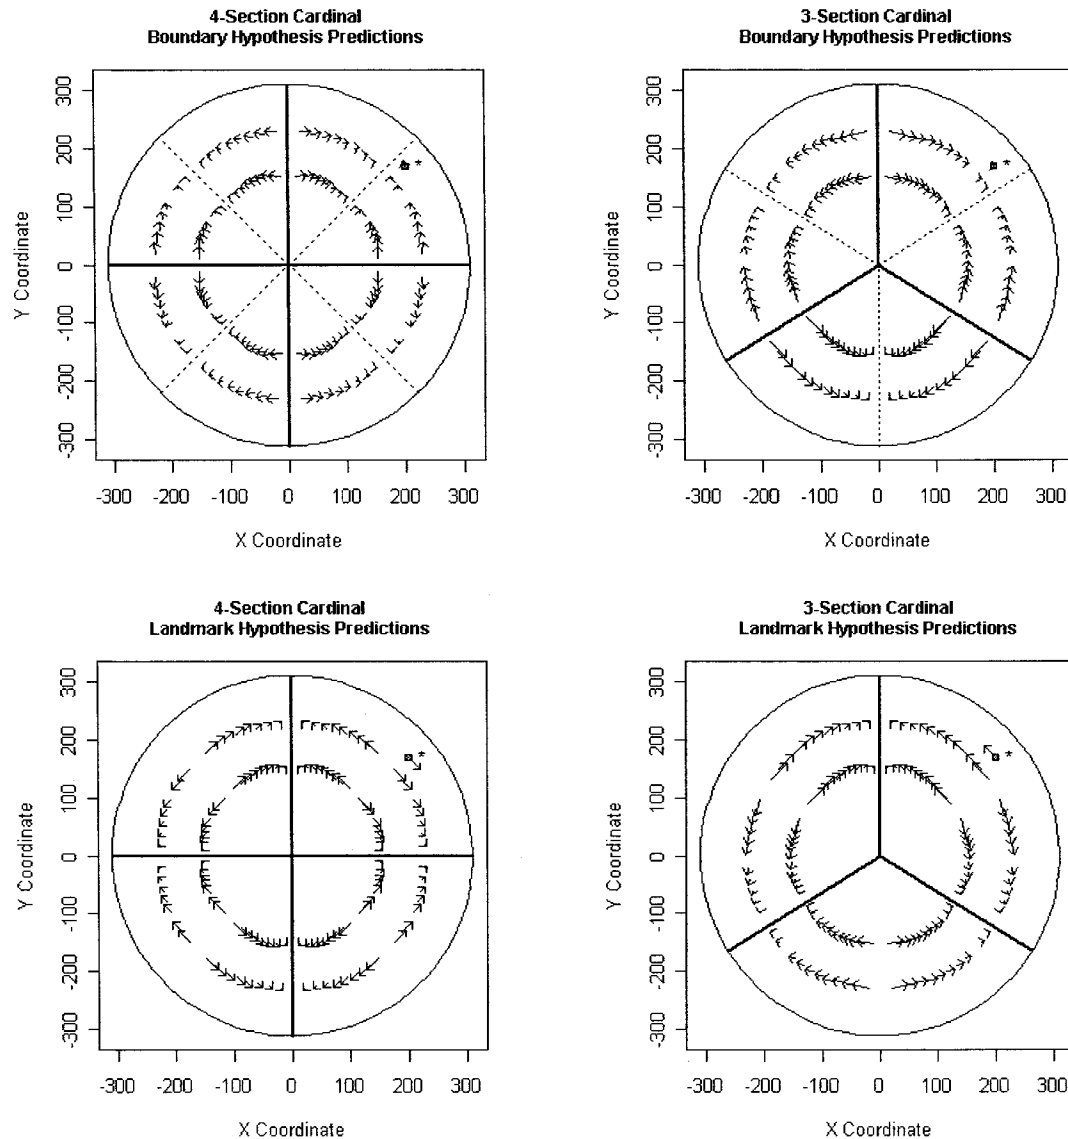 4-Section Cardinal
Boundary Hypothesis Predictions
300
200
100
0
-100
-200
-300
Y Coordinate
*
-300 -200 -100 0 100 200 300
X Coordinate
3-Section Cardinal
Boundary Hypothesis Predictions
300
200
100
0
-100
-200
-300
Y Coordinate
*
-300 -200 -100 0 100 200 300
X Coordinate
4-Section Cardinal
Landmark Hypothesis Predictions
300
200
100
0
-100
-200
-300
Y Coordinate
*
-300 -200 -100 0 100 200 300
X Coordinate
3-Section Cardinal
Landmark Hypothesis Predictions
300
200
100
0
-100
-200
-300
Y Coordinate
*
-300 -200 -100 0 100 200 300
X Coordinate